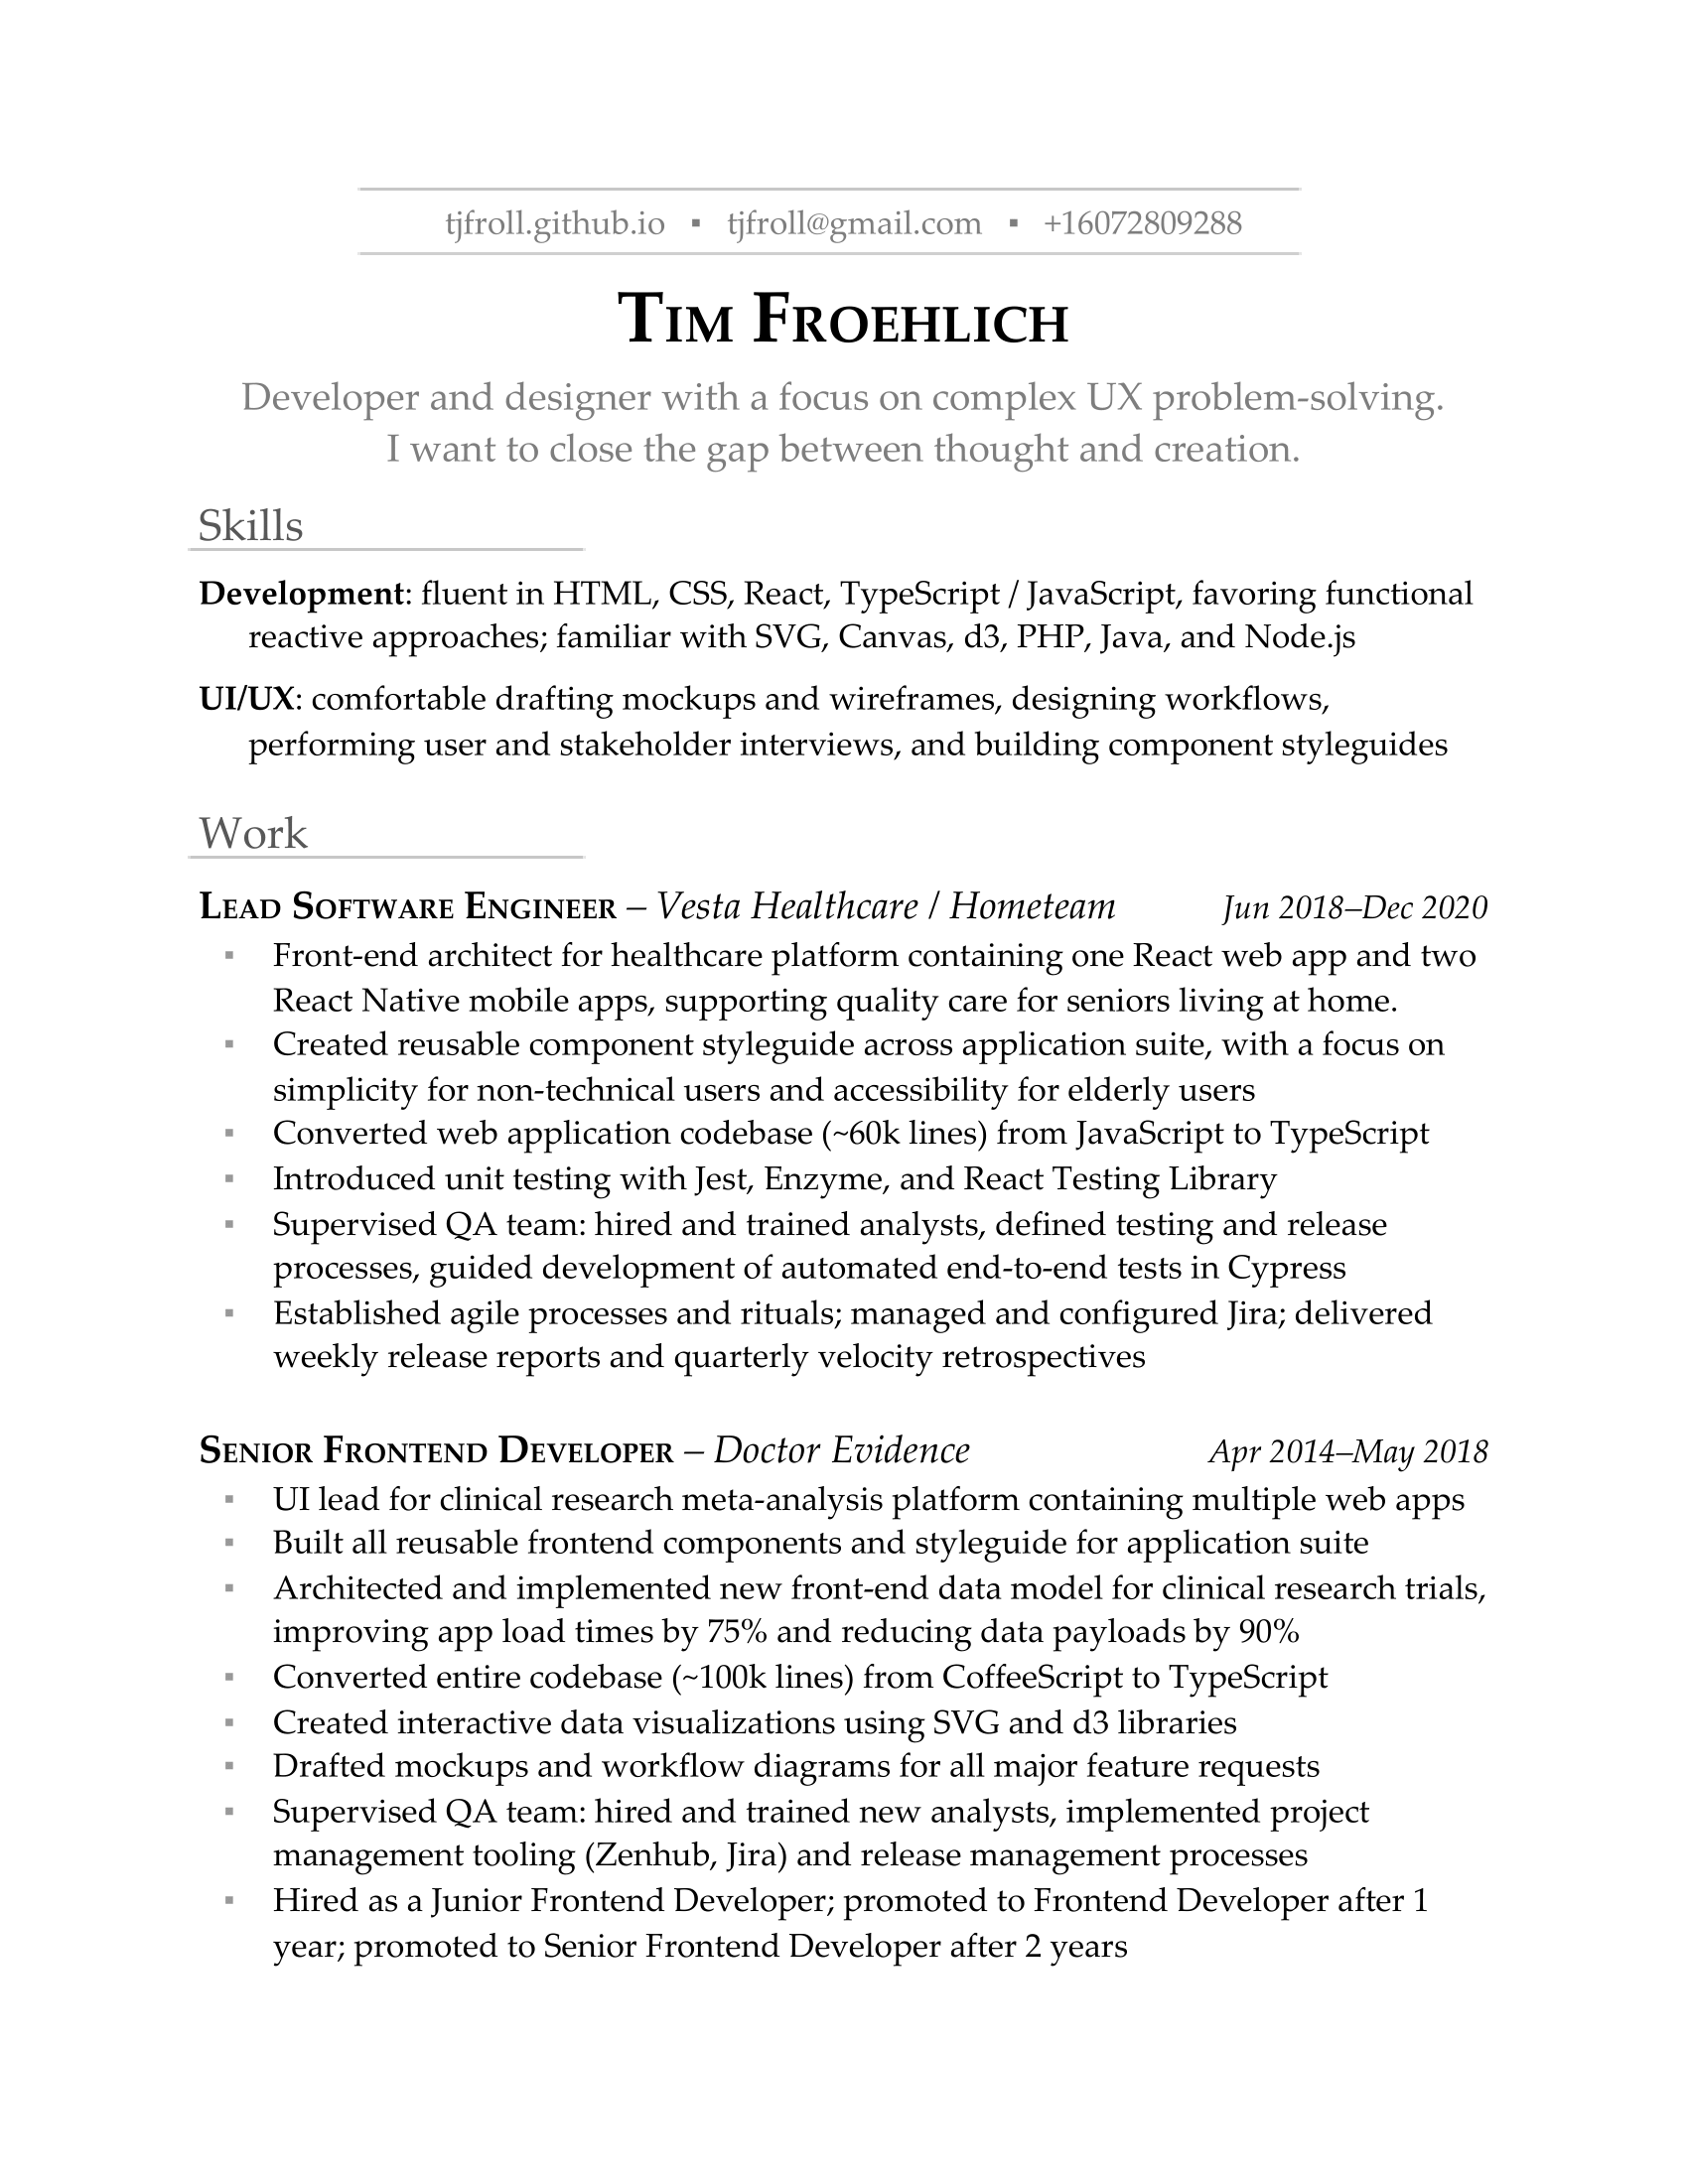 tjfroll.github.io ▪ tjfroll@gmail.com ▪ +16072809288
Tim Froehlich
Developer and designer with a focus on complex UX problem-solving.
I want to close the gap between thought and creation.
Skills
Development: fluent in HTML, CSS, React, TypeScript / JavaScript, favoring functional
reactive approaches; familiar with SVG, Canvas, d3, PHP, Java, and Node.js
UI/UX: comfortable drafting mockups and wireframes, designing workflows,
performing user and stakeholder interviews, and building component styleguides
Work
Lead Software Engineer – Vesta Healthcare / Hometeam Jun 2018–Dec 2020
▪ Front-end architect for healthcare platform containing one React web app and two
React Native mobile apps, supporting quality care for seniors living at home.
▪ Created reusable component styleguide across application suite, with a focus on
simplicity for non-technical users and accessibility for elderly users
▪ Converted web application codebase (~60k lines) from JavaScript to TypeScript
▪ Introduced unit testing with Jest, Enzyme, and React Testing Library
▪ Supervised QA team: hired and trained analysts, defined testing and release
processes, guided development of automated end-to-end tests in Cypress
▪ Established agile processes and rituals; managed and configured Jira; delivered
weekly release reports and quarterly velocity retrospectives
Senior Frontend Developer – Doctor Evidence Apr 2014–May 2018
▪ UI lead for clinical research meta-analysis platform containing multiple web apps
▪ Built all reusable frontend components and styleguide for application suite
▪ Architected and implemented new front-end data model for clinical research trials,
improving app load times by 75% and reducing data payloads by 90%
▪ Converted entire codebase (~100k lines) from CoffeeScript to TypeScript
▪ Created interactive data visualizations using SVG and d3 libraries
▪ Drafted mockups and workflow diagrams for all major feature requests
▪ Supervised QA team: hired and trained new analysts, implemented project
management tooling (Zenhub, Jira) and release management processes
▪ Hired as a Junior Frontend Developer; promoted to Frontend Developer after 1
year; promoted to Senior Frontend Developer after 2 years